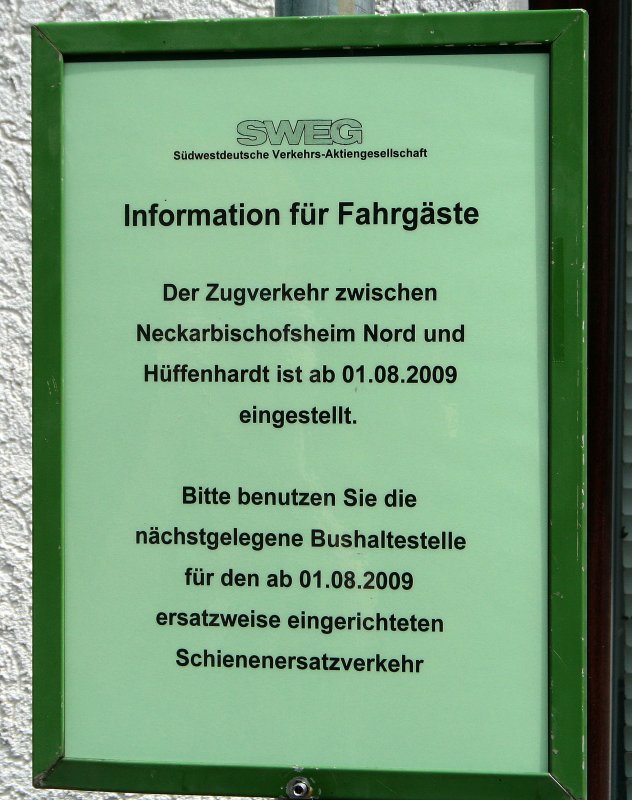 SWEG
Südwestdeutsche Verkehrs-Aktiengesellschaft
Information für Fahrgäste
Der Zugverkehr zwischen
Neckarbischofsheim Nord und
Hüffenhardt ist ab 01.08.2009
eingestellt.
Bitte benutzen Sie die
nächstgelegene Bushaltestelle
für den ab 01.08.2009
ersatzweise eingerichteten
Schienenersatzverkehr